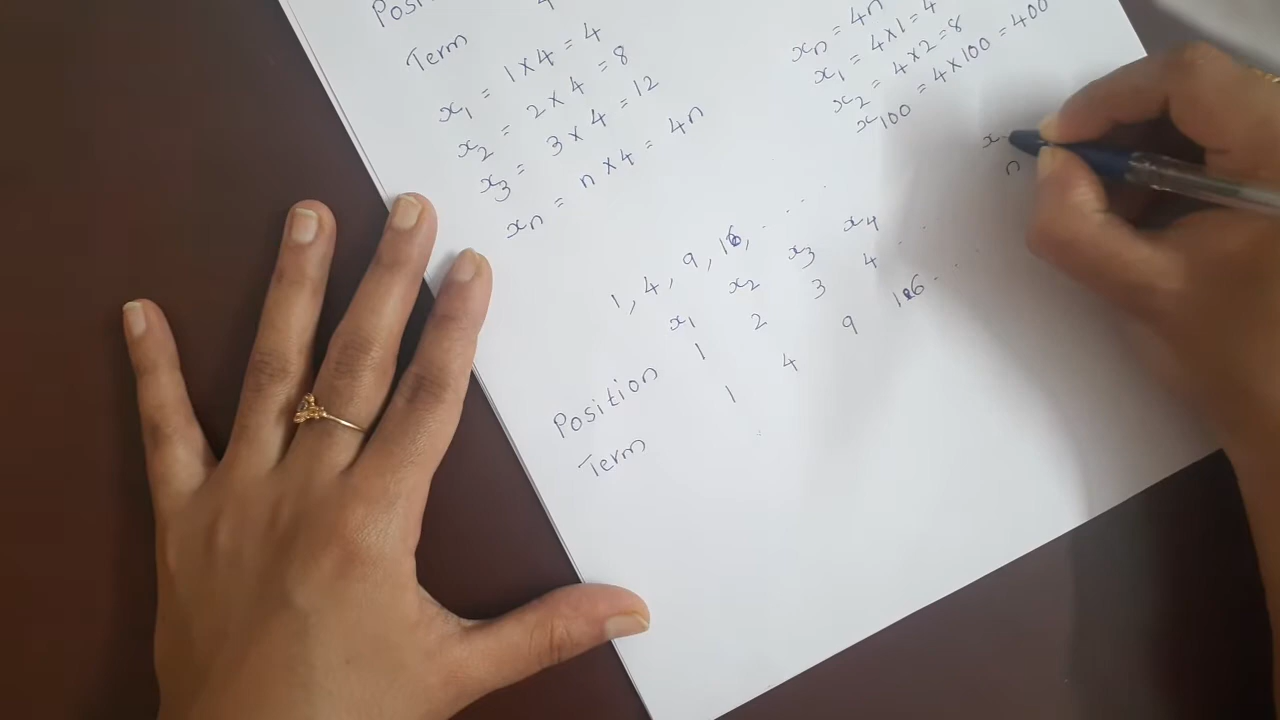 Term
x₁ = 1 × 4 = 4
x₂ = 2 × 4 = 8
x₃ = 3 × 4 = 12
xn = n × 4 = 4n
xn = 4n
x₁ = 4 × 1 = 4
x₂ = 4 × 2 = 8
x₁₀₀ = 4 × 100 = 400
x
n
1, 4, 9, 16, .....
x₁ x₂ x₃ x₄
Position 1 2 3 4 ...
Term 1 4 9 16 ....